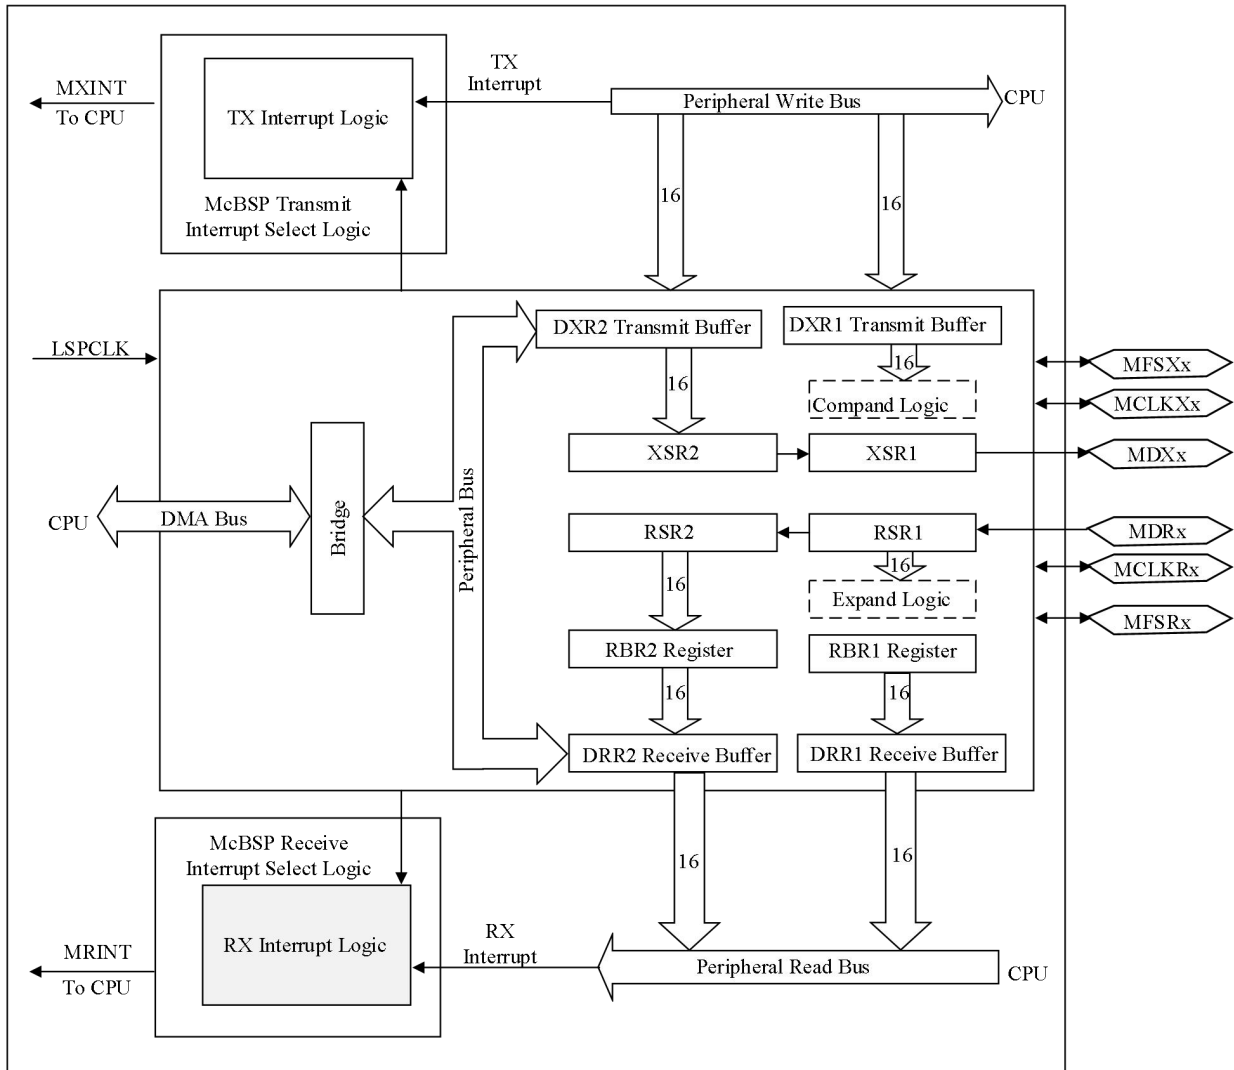 TX
Interrupt
MXINT
To CPU
TX Interrupt Logic
Peripheral Write Bus
CPU
McBSP Transmit
Interrupt Select Logic
16
16
LSPCLK
DXR2 Transmit Buffer
DXR1 Transmit Buffer
16
16
Compand Logic
MFSXx
MCLKXx
XSR2
XSR1
MDXx
CPU
DMA Bus
Bridge
Peripheral Bus
RSR2
RSR1
MDRx
16
16
Expand Logic
MCLKRx
MFSRx
RBR2 Register
RBR1 Register
16
16
DRR2 Receive Buffer
DRR1 Receive Buffer
McBSP Receive
Interrupt Select Logic
16
16
RX Interrupt Logic
RX
Interrupt
MRINT
To CPU
Peripheral Read Bus
CPU